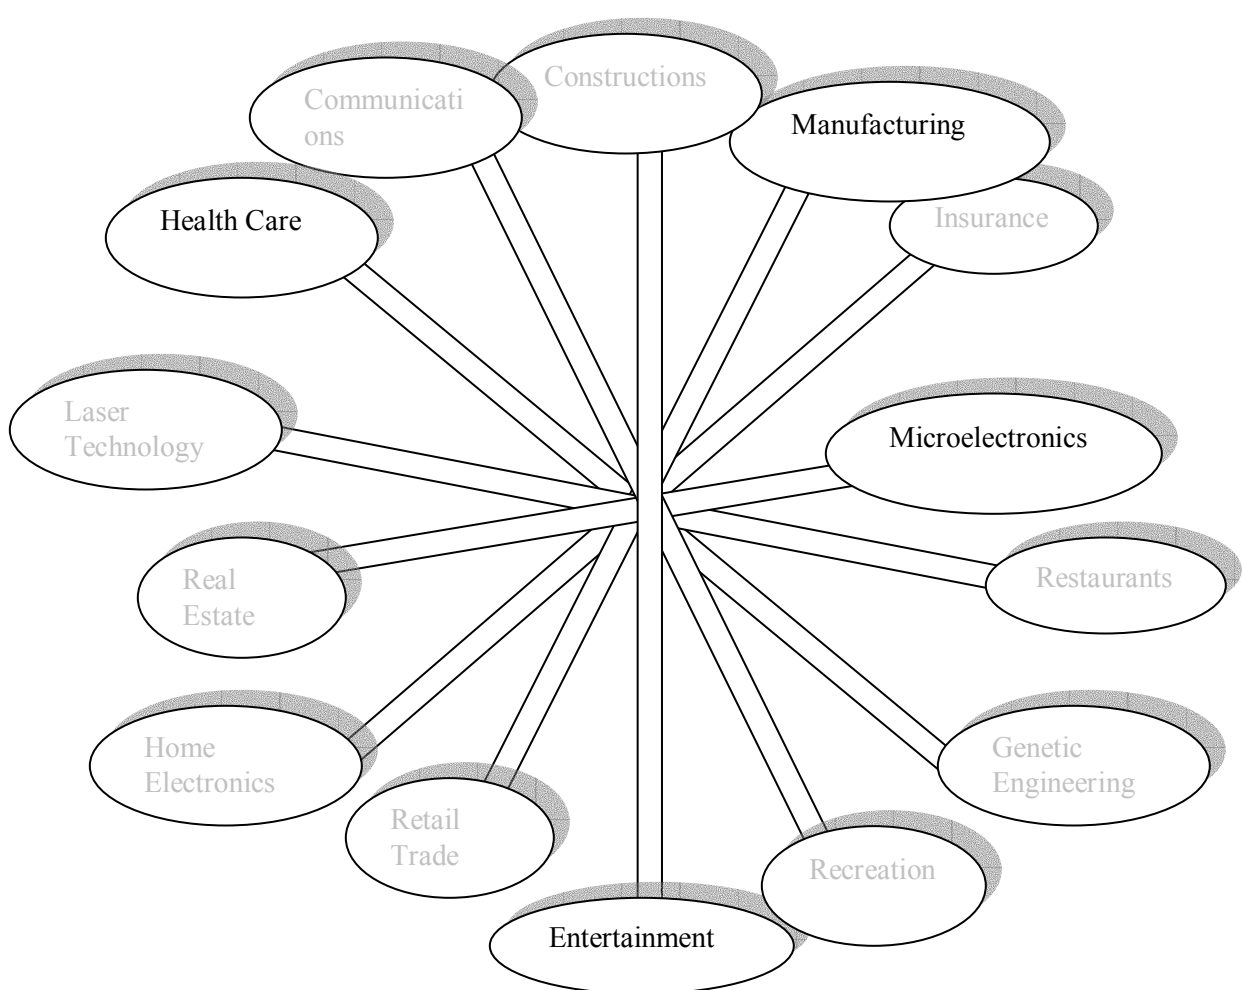 Constructions
Communicati
ons
Manufacturing
Health Care
Insurance
Laser
Technology
Microelectronics
Real
Estate
Restaurants
Home
Electronics
Genetic
Engineering
Retail
Trade
Recreation
Entertainment